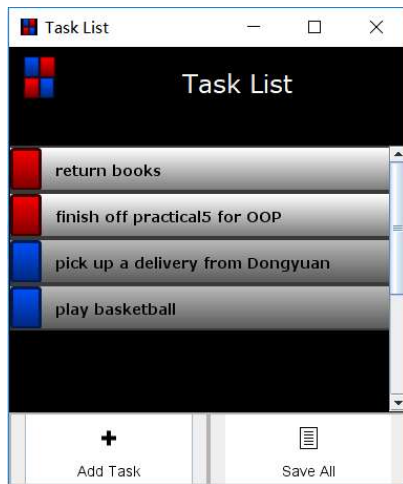 Task List
Task List
return books
finish off practical5 for OOP
pick up a delivery from Dongyuan
play basketball
Add Task
Save All